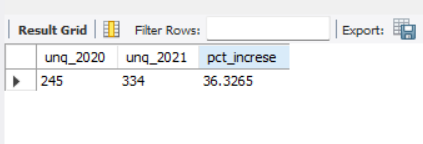 Result Grid Filter Rows: Export:
unq_2020 unq_2021 pct_increse
245 334 36.3265